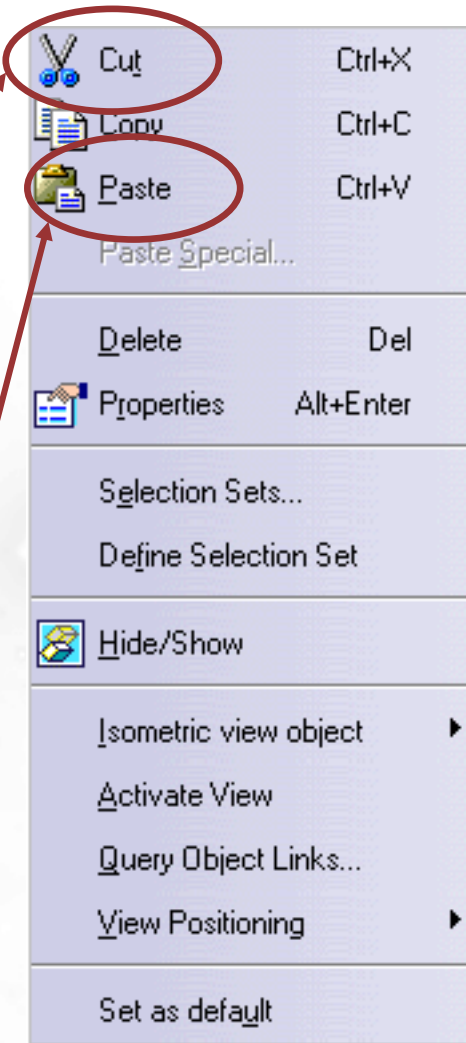 Cut Ctrl+X
Copy Ctrl+C
Paste Ctrl+V
Paste Special...
Delete Del
Properties Alt+Enter
Selection Sets...
Define Selection Set
Hide/Show
Isometric view object
Activate View
Query Object Links...
View Positioning
Set as default